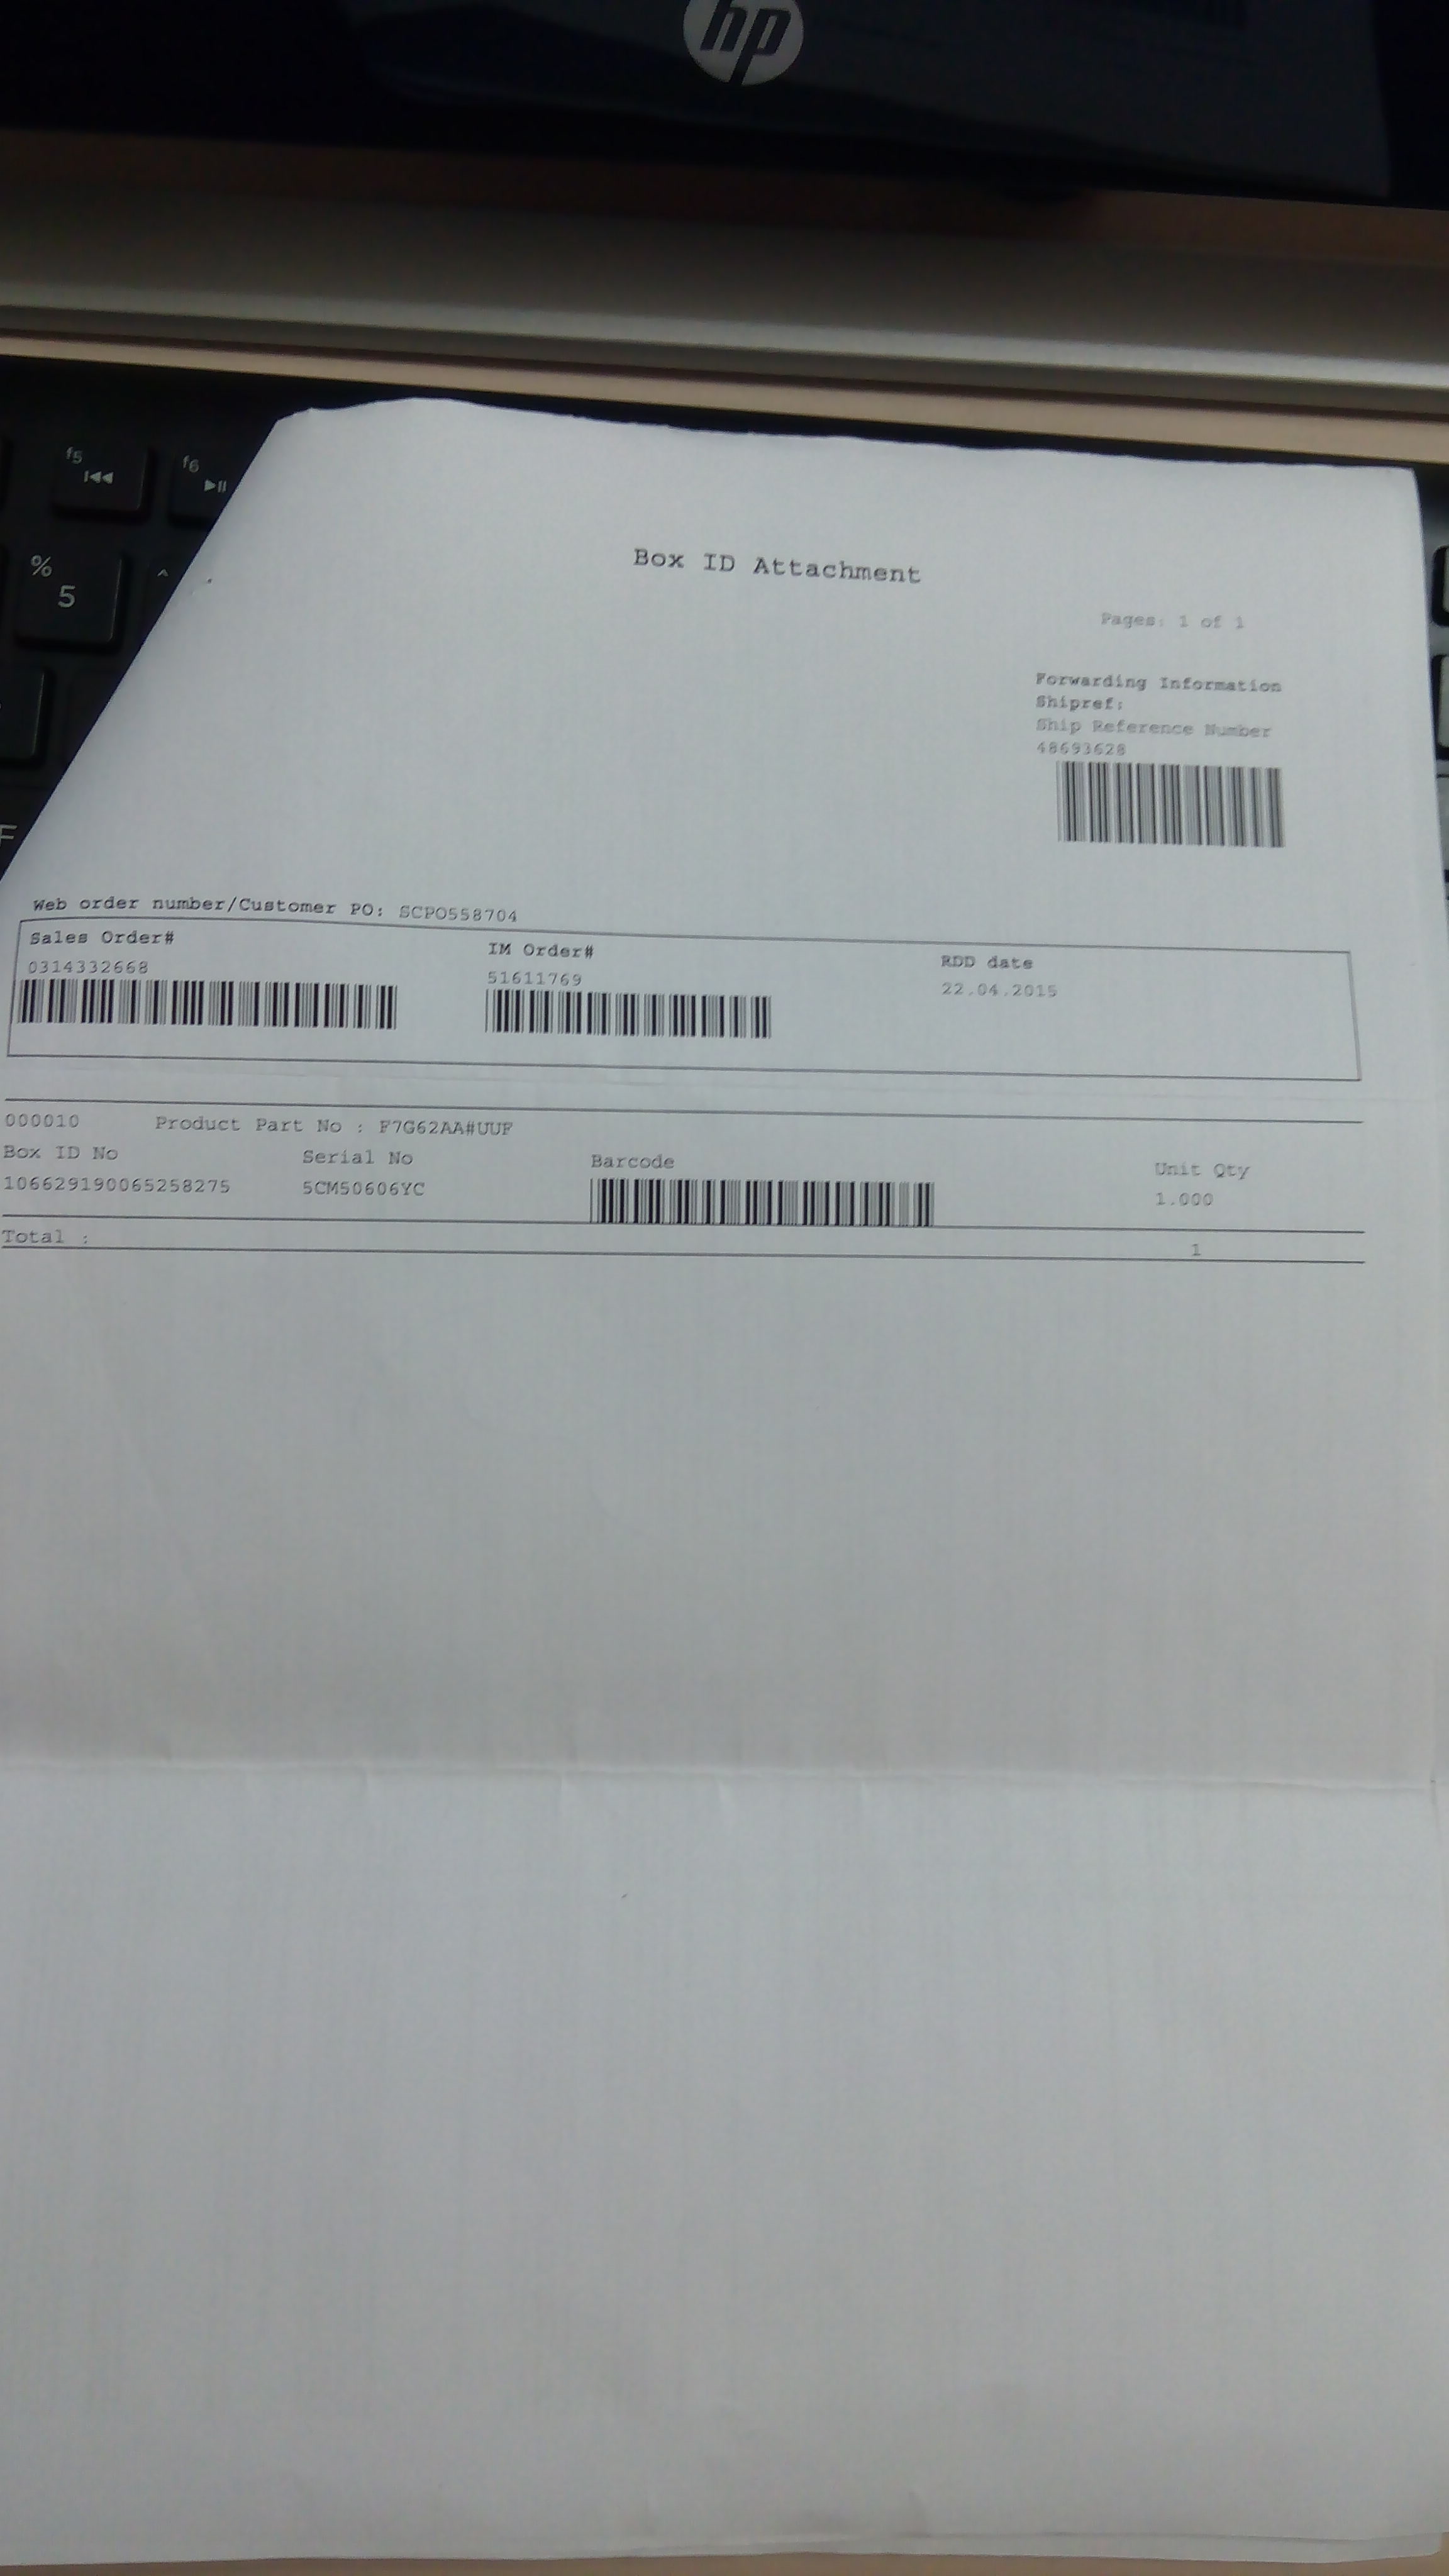 hp
f5
f6
%
5
^
F
Box ID Attachment
Pages: 1 of 1
Forwarding Information
Shipref:
Ship Reference Number
48693628
Web order number/Customer PO: SCPO558704
Sales Order# IM Order# RDD date
0314332668 51611769 22.04.2015
000010 Product Part No : F7G62AA#UUF
Box ID No Serial No Barcode Unit Qty
106629190065258275 5CM50606YC 1.000
Total : 1